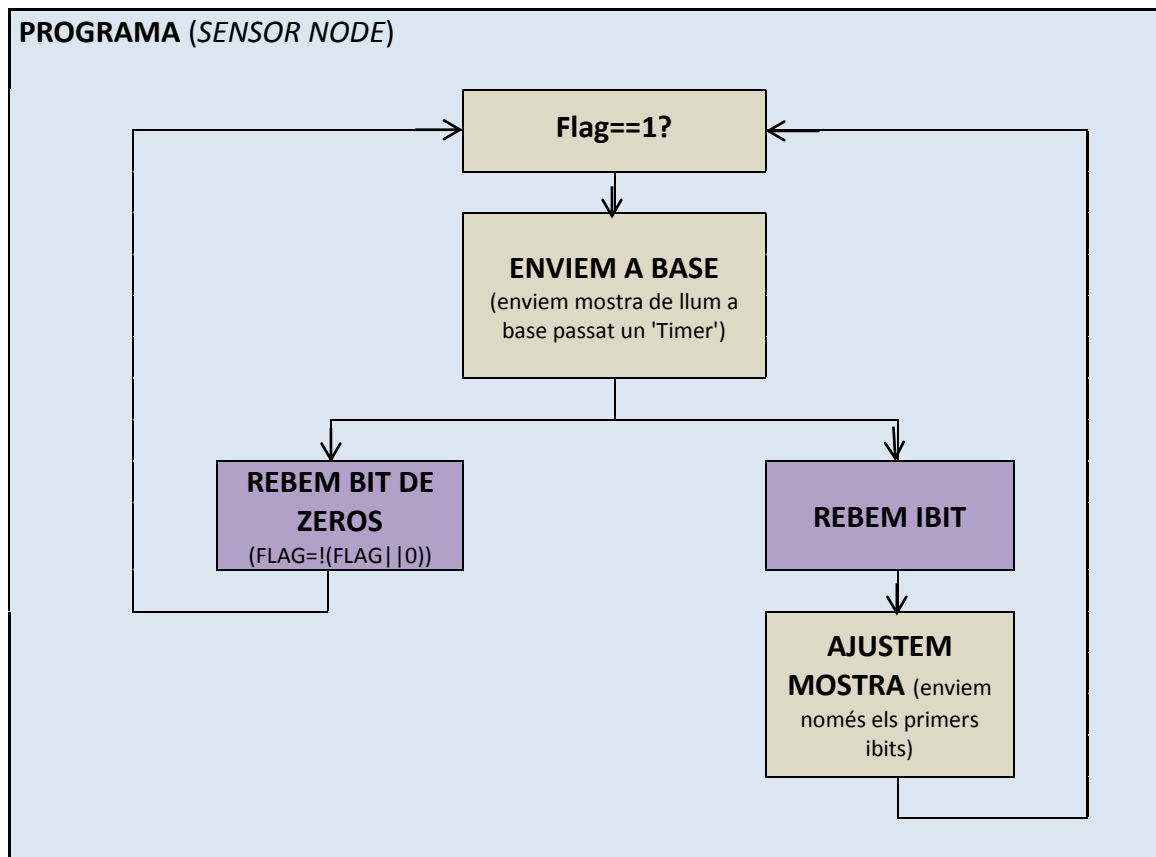 PROGRAMA (SENSOR NODE)
Flag==1?
ENVIEM A BASE
(enviem mostra de llum a
base passat un 'Timer')
REBEM BIT DE
ZEROS
(FLAG=!(FLAG||0))
REBEM IBIT
AJUSTEM
MOSTRA (enviem
només els primers
ibits)